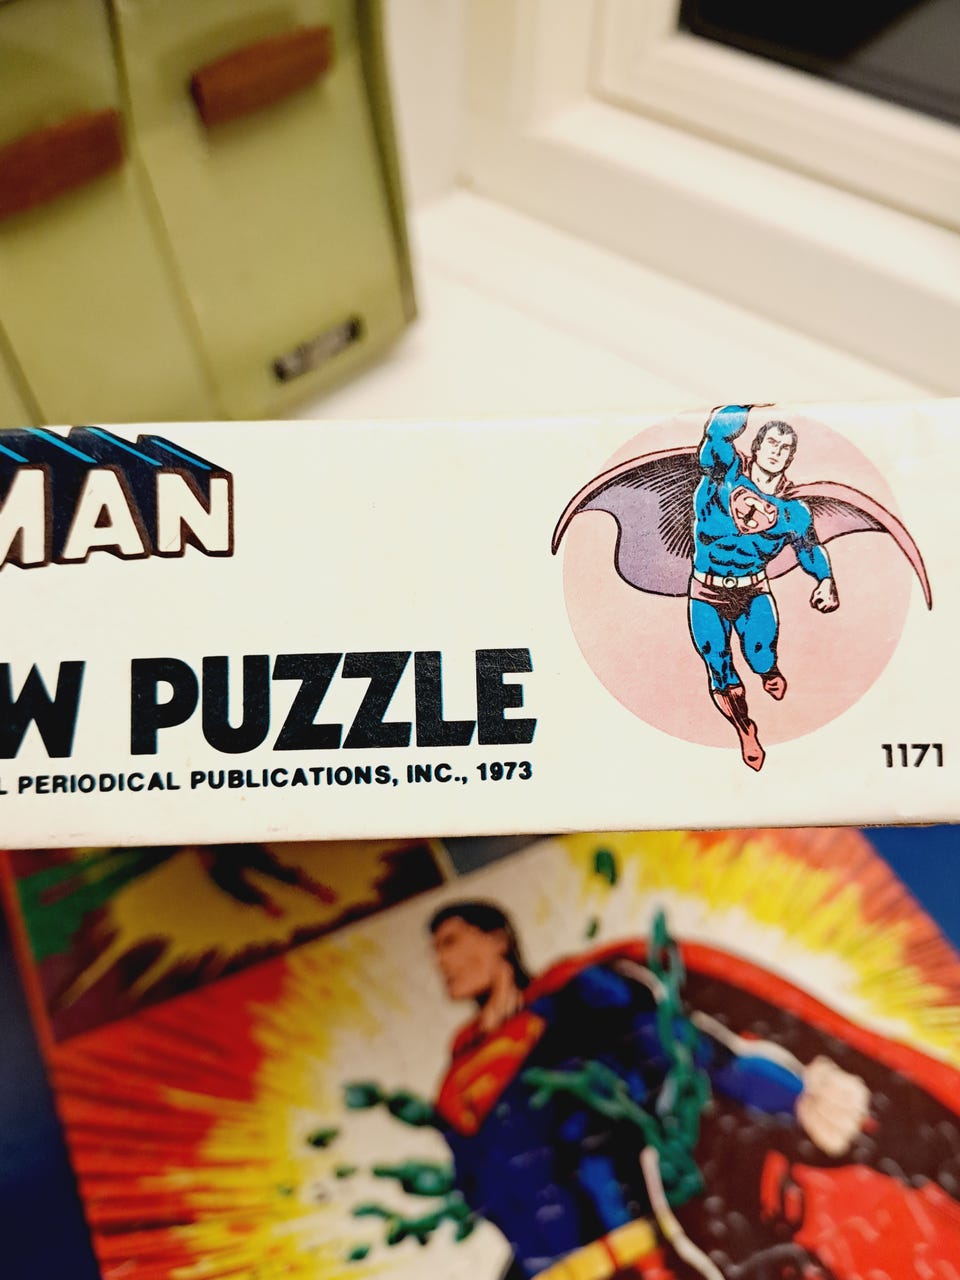 MAN
W PUZZLE
L PERIODICAL PUBLICATIONS, INC., 1973
1171